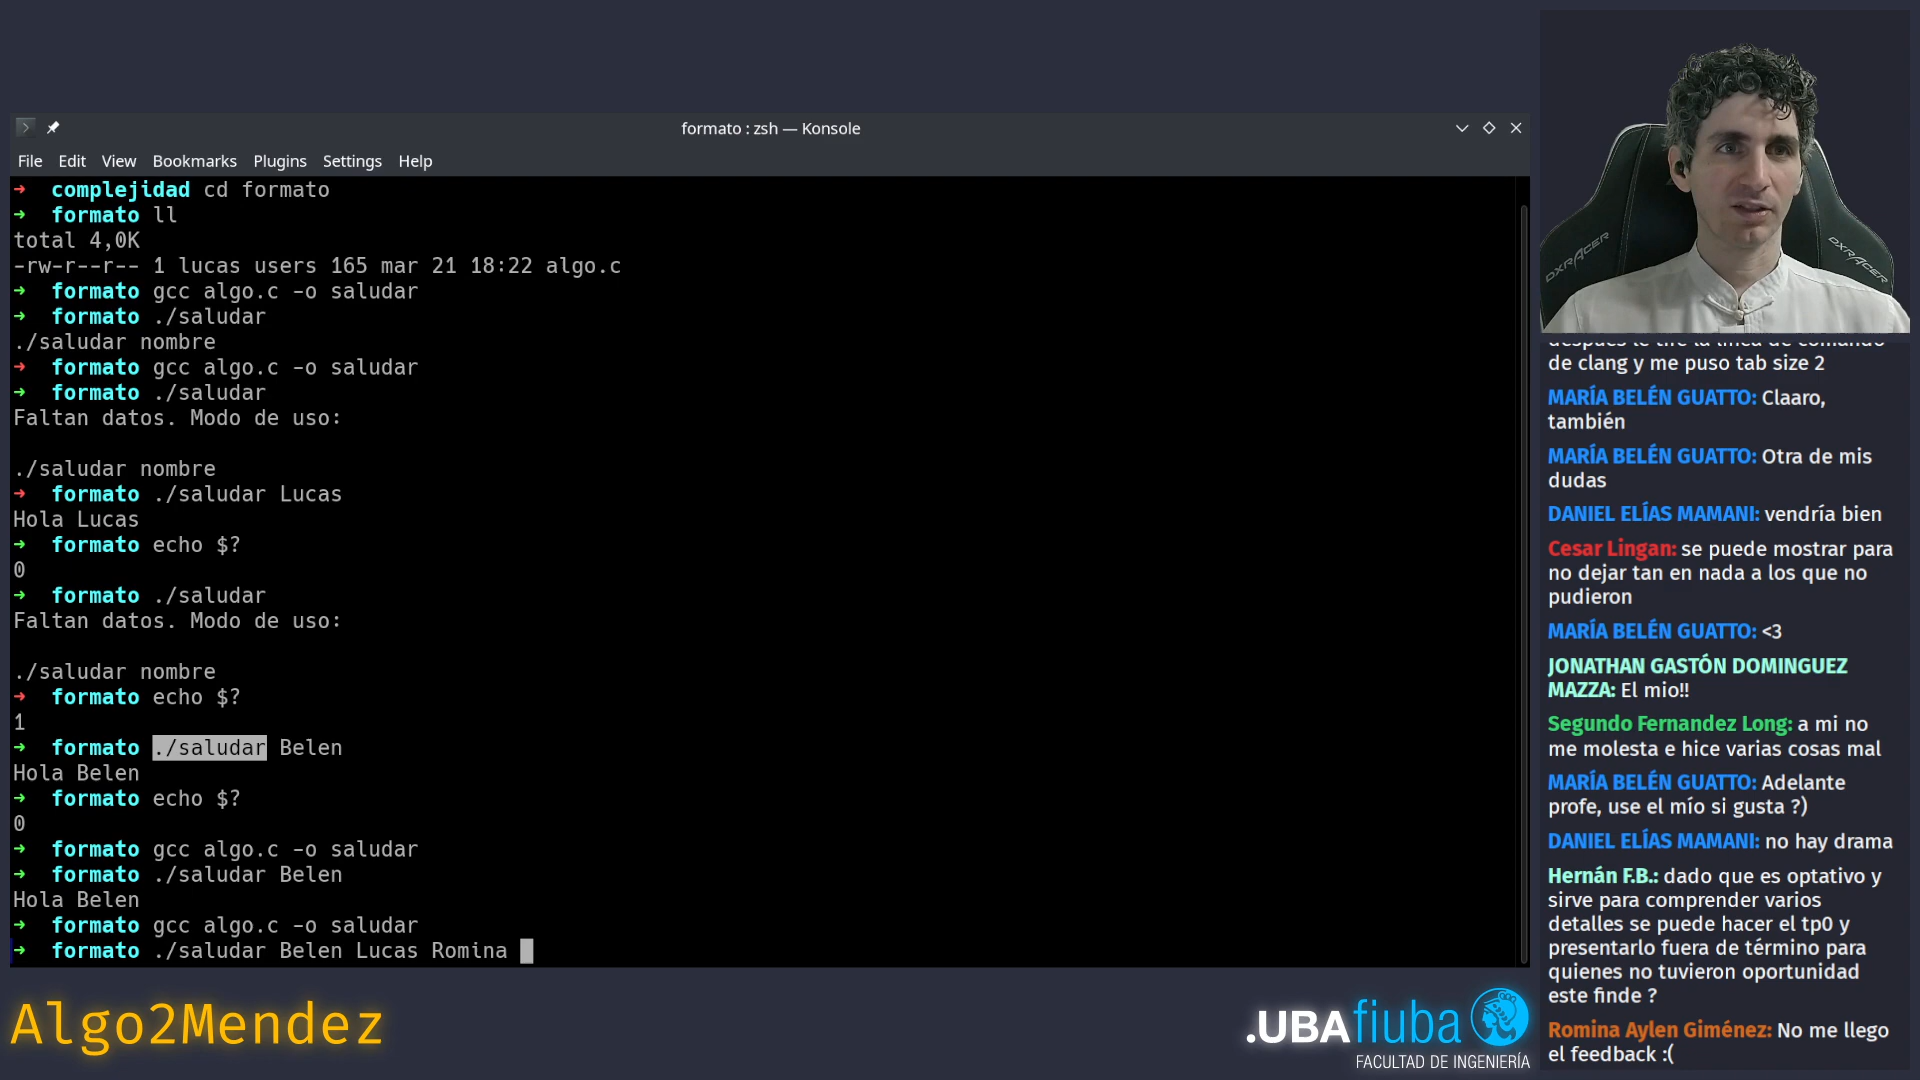 formato : zsh — Konsole
File Edit View Bookmarks Plugins Settings Help
➜ complejidad cd formato
➜ formato ll
total 4,0K
-rw-r--r-- 1 lucas users 165 mar 21 18:22 algo.c
➜ formato gcc algo.c -o saludar
➜ formato ./saludar
./saludar nombre
➜ formato gcc algo.c -o saludar
➜ formato ./saludar
Faltan datos. Modo de uso:
./saludar nombre
➜ formato ./saludar Lucas
Hola Lucas
➜ formato echo $?
0
➜ formato ./saludar
Faltan datos. Modo de uso:
./saludar nombre
➜ formato echo $?
1
➜ formato ./saludar Belen
Hola Belen
➜ formato echo $?
0
➜ formato gcc algo.c -o saludar
➜ formato ./saludar Belen
Hola Belen
➜ formato gcc algo.c -o saludar
➜ formato ./saludar Belen Lucas Romina
DXRACER
DXRACER
despues le tire la linea de comando
de clang y me puso tab size 2
MARÍA BELÉN GUATTO: Claaro,
también
MARÍA BELÉN GUATTO: Otra de mis
dudas
DANIEL ELÍAS MAMANI: vendría bien
Cesar Lingan: se puede mostrar para
no dejar tan en nada a los que no
pudieron
MARÍA BELÉN GUATTO: <3
JONATHAN GASTÓN DOMINGUEZ
MAZZA: El mio!!
Segundo Fernandez Long: a mi no
me molesta e hice varias cosas mal
MARÍA BELÉN GUATTO: Adelante
profe, use el mío si gusta ?)
DANIEL ELÍAS MAMANI: no hay drama
Hernán F.B.: dado que es optativo y
sirve para comprender varios
detalles se puede hacer el tp0 y
presentarlo fuera de término para
quienes no tuvieron oportunidad
este finde ?
Romina Aylen Giménez: No me llego
el feedback :(
Algo2Mendez
.UBAfiuba
FACULTAD DE INGENIERÍA